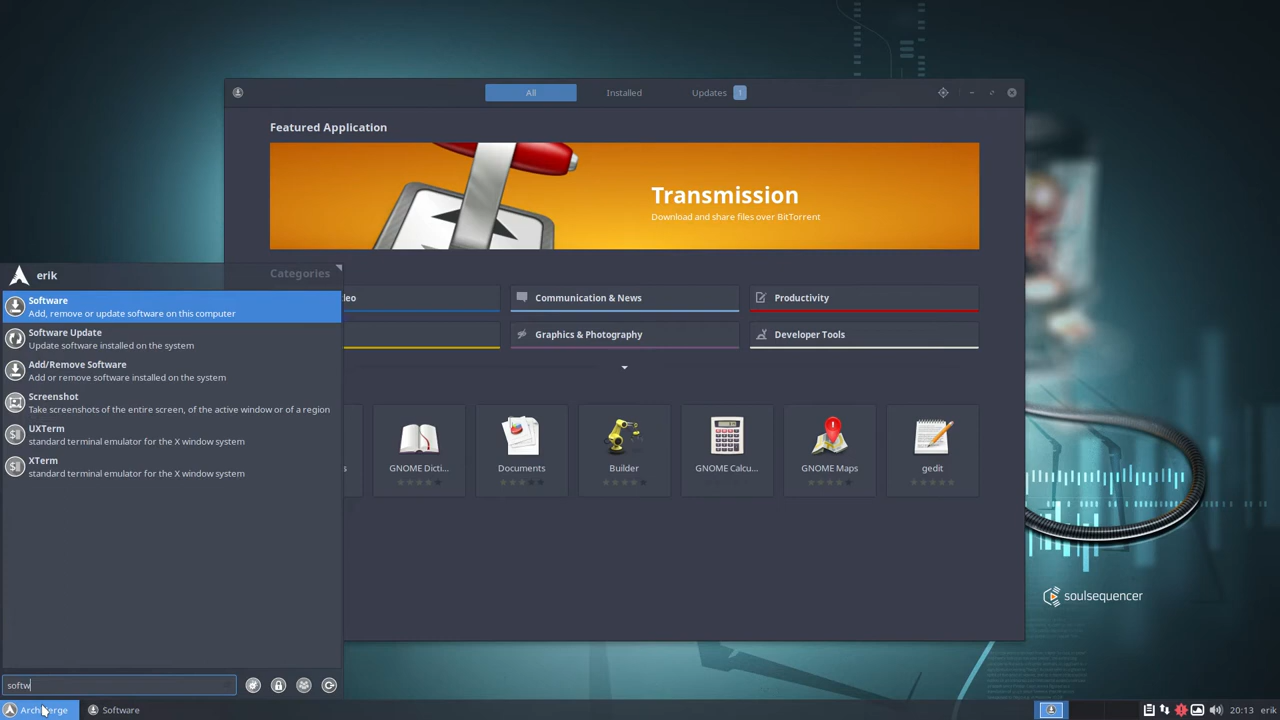 All
Installed
Updates 1
Featured Application
Transmission
Download and share files over BitTorrent
erik
Categories
Software
Add, remove or update software on this computer
Software Update
Update software installed on the system
Add/Remove Software
Add or remove software installed on the system
Screenshot
Take screenshots of the entire screen, of the active window or of a region
UXTerm
standard terminal emulator for the X window system
XTerm
standard terminal emulator for the X window system
Communication & News
Productivity
Graphics & Photography
Developer Tools
GNOME Dicti...
Documents
Builder
GNOME Calcu...
GNOME Maps
gedit
soulsequencer
softw
Software
20:13 erik